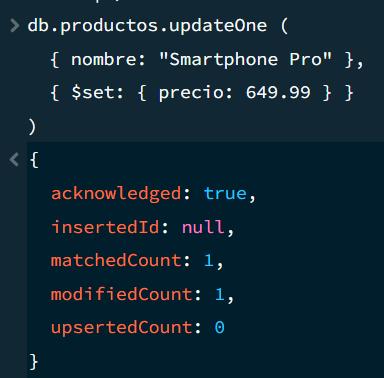 db.productos.updateOne (
{ nombre: "Smartphone Pro" },
{ $set: { precio: 649.99 } }
)
{
acknowledged: true,
insertedId: null,
matchedCount: 1,
modifiedCount: 1,
upsertedCount: 0
}